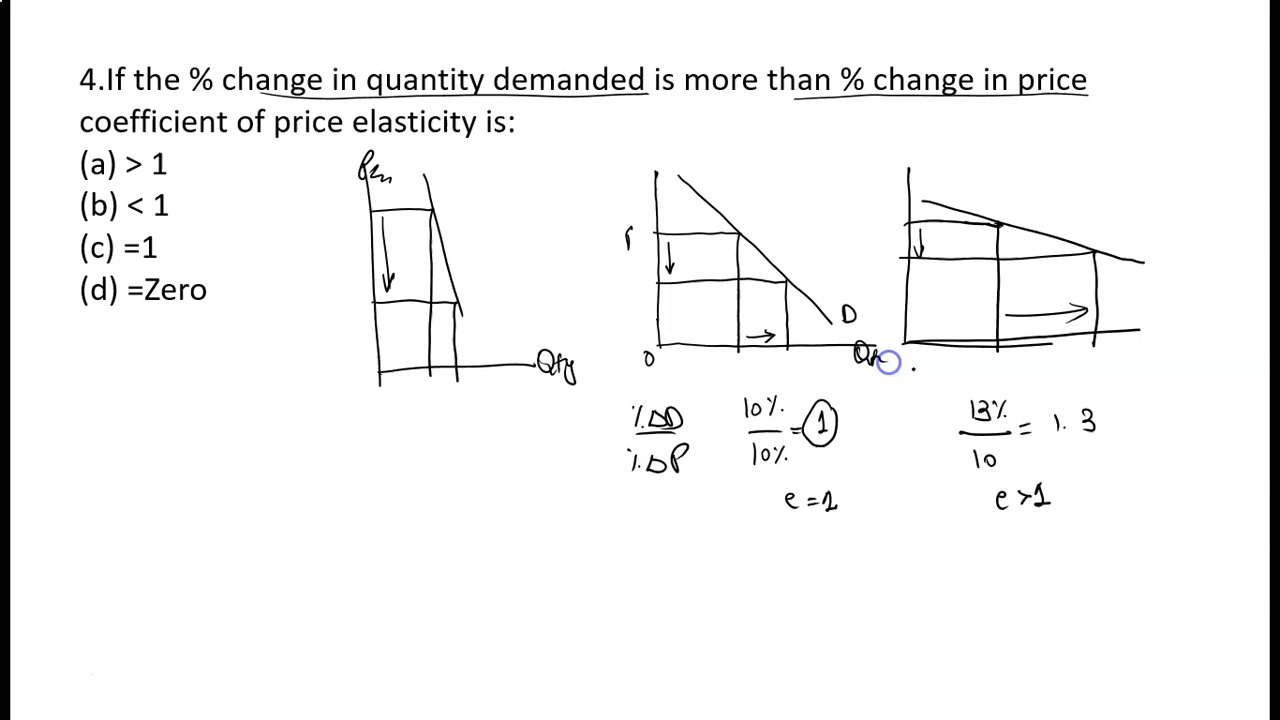 4.If the % change in quantity demanded is more than % change in price
coefficient of price elasticity is:
(a) > 1
(b) < 1
(c) =1
(d) =Zero
Qty
P
D
O
%ΔD
%ΔP
10%
10%
=1
e=1
13%
10
= 1.3
e>1